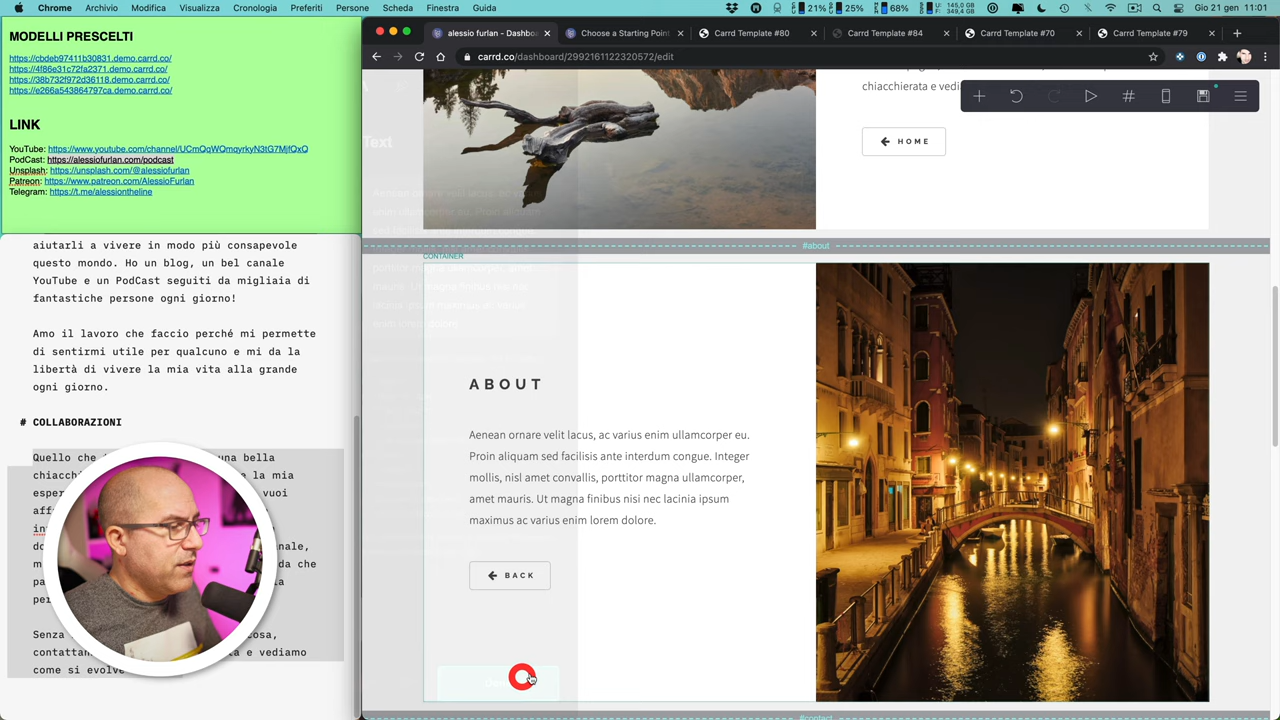 Chrome Archivio Modifica Visualizza Cronologia Preferiti Persone Scheda Finestra Guida
Gio 21 gen 11:01
MODELLI PRESCELTI
https://cbdeb97411b30831.demo.carrd.co/
https://4f86e31c72fa2371.demo.carrd.co/
https://38b732f972d36118.demo.carrd.co/
https://e266a543864797ca.demo.carrd.co/
LINK
YouTube: https://www.youtube.com/channel/UCmQqWQmqyrkyN3tG7MjfQxQ
PodCast: https://alessiofurlan.com/podcast
Unsplash: https://unsplash.com/@alessiofurlan
Patreon: https://www.patreon.com/AlessioFurlan
Telegram: https://t.me/alessiontheline
aiutarli a vivere in modo più consapevole
questo mondo. Ho un blog, un bel canale
YouTube e un PodCast seguiti da migliaia di
fantastiche persone ogni giorno!
Amo il lavoro che faccio perché mi permette
di sentirmi utile per qualcuno e mi da la
libertà di vivere la mia vita alla grande
ogni giorno.
# COLLABORAZIONI
Quello che una bella
la mia
vuoi
da che
Senza
e vediamo
come si
alessio furlan - Dashbo
Choose a Starting Point
Carrd Template #80
Carrd Template #84
Carrd Template #70
Carrd Template #79
carrd.co/dashboard/2992161122320572/edit
chiacchierata e vedi
HOME
#about
CONTAINER
ABOUT
Aenean ornare velit lacus, ac varius enim ullamcorper eu.
Proin aliquam sed facilisis ante interdum congue. Integer
mollis, nisl amet convallis, porttitor magna ullamcorper,
amet mauris. Ut magna finibus nisi nec lacinia ipsum
maximus ac varius enim lorem dolore.
BACK
#contact
Text